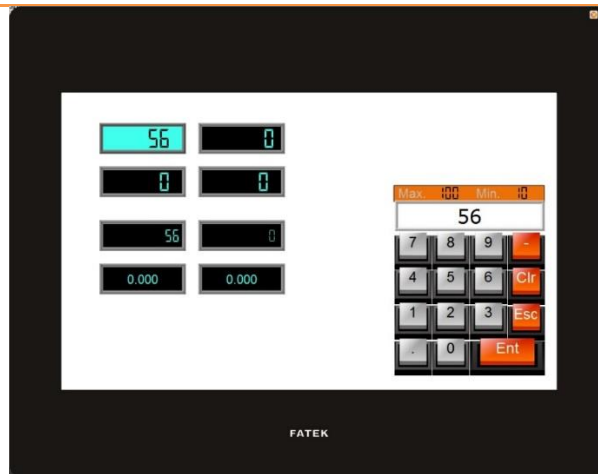 56 0
0 0
56 0
0.000 0.000
Max. 100 Min. 10
56
7 8 9 -
4 5 6 Clr
1 2 3 Esc
. 0 Ent
FATEK